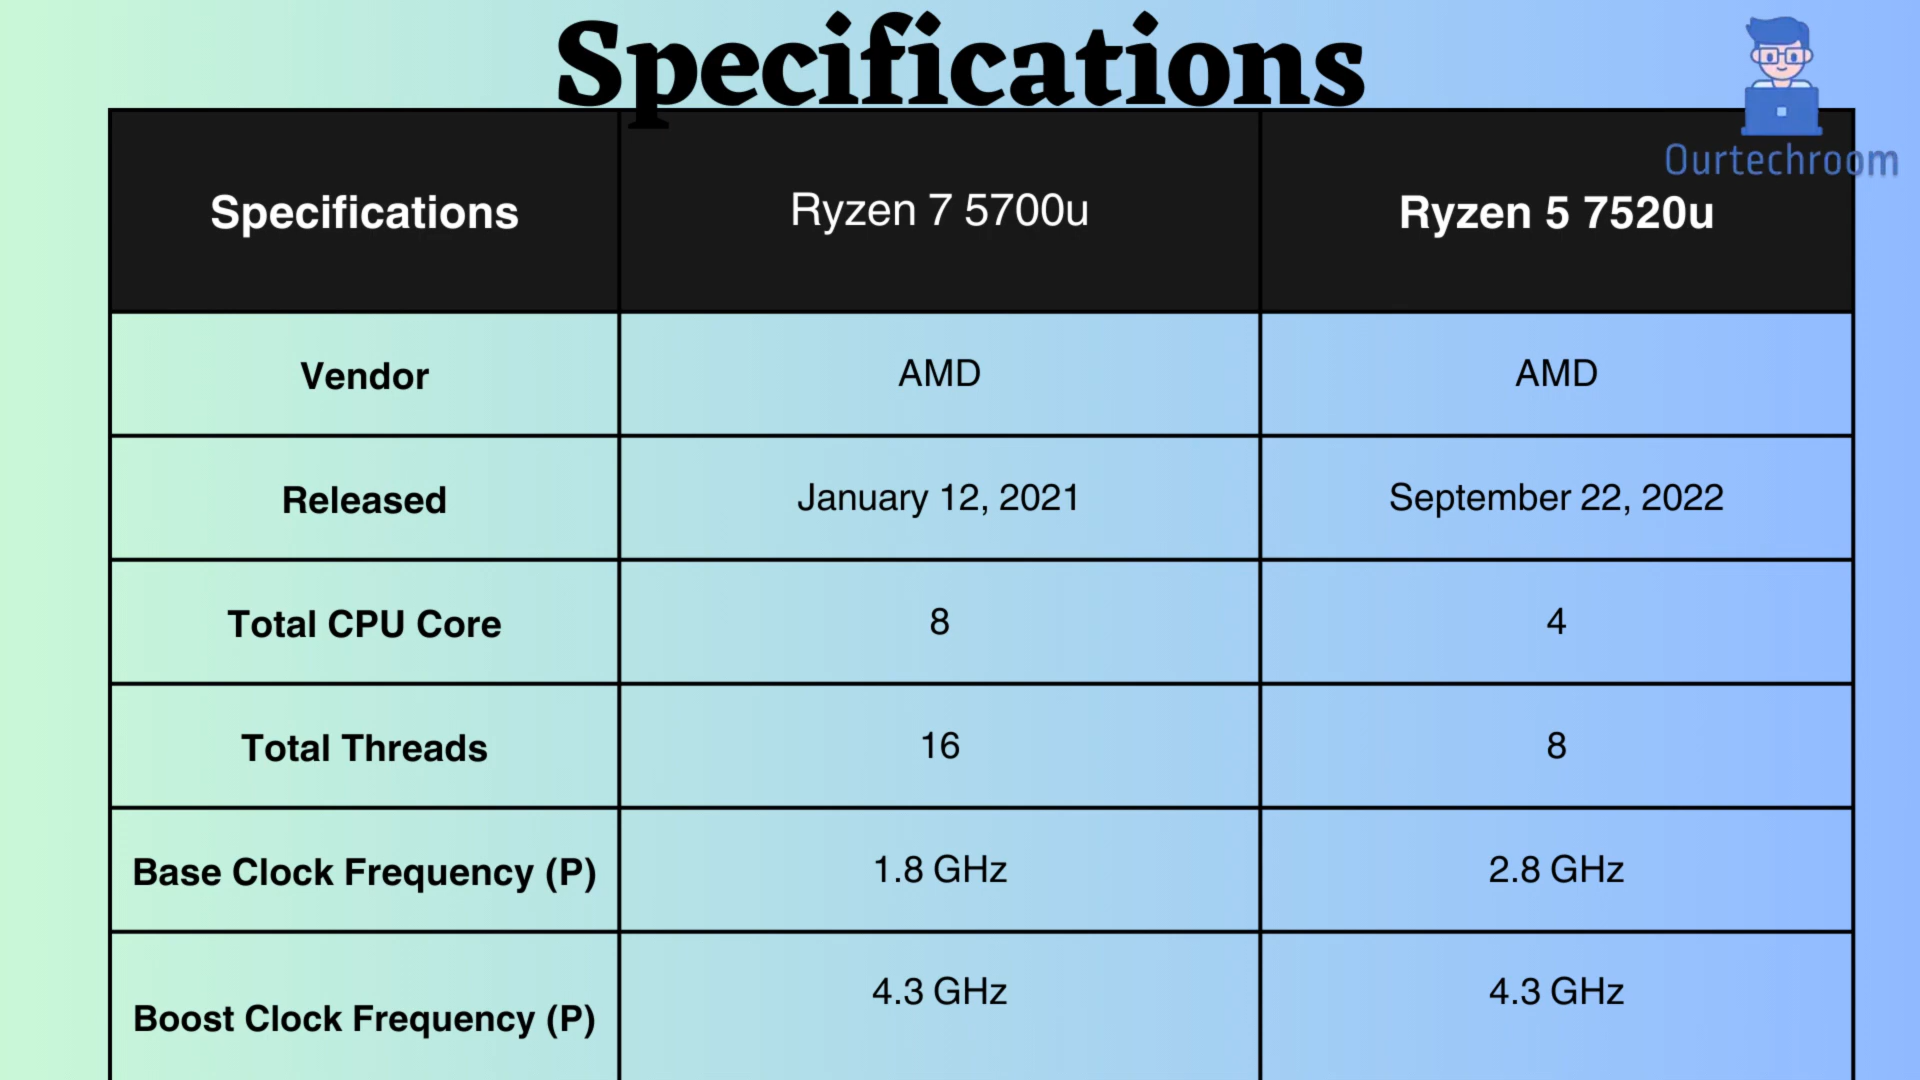 Specifications
Ourtechroom
Specifications Ryzen 7 5700u Ryzen 5 7520u
Vendor AMD AMD
Released January 12, 2021 September 22, 2022
Total CPU Core 8 4
Total Threads 16 8
Base Clock Frequency (P) 1.8 GHz 2.8 GHz
Boost Clock Frequency (P) 4.3 GHz 4.3 GHz